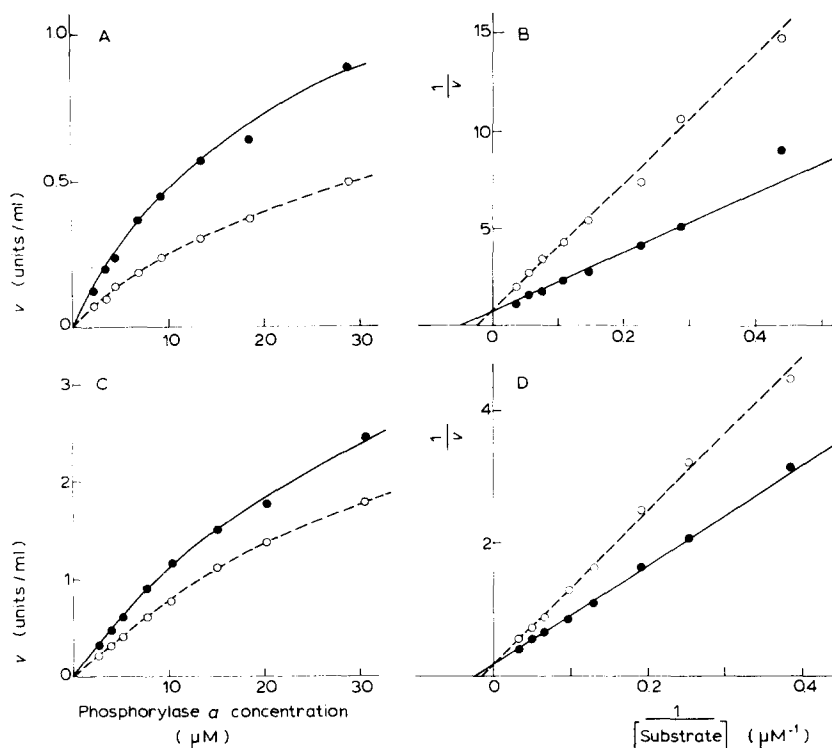 A
B
1.0
0.5
0
v (units/ml)
10
20
30
1
v
15
10
5
0
0.2
0.4
C
D
3
2
1
0
v (units/ml)
10
20
30
Phosphorylase a concentration
(μM)
1
v
4
2
0
0.2
0.4
1
[Substrate] (μM⁻¹)